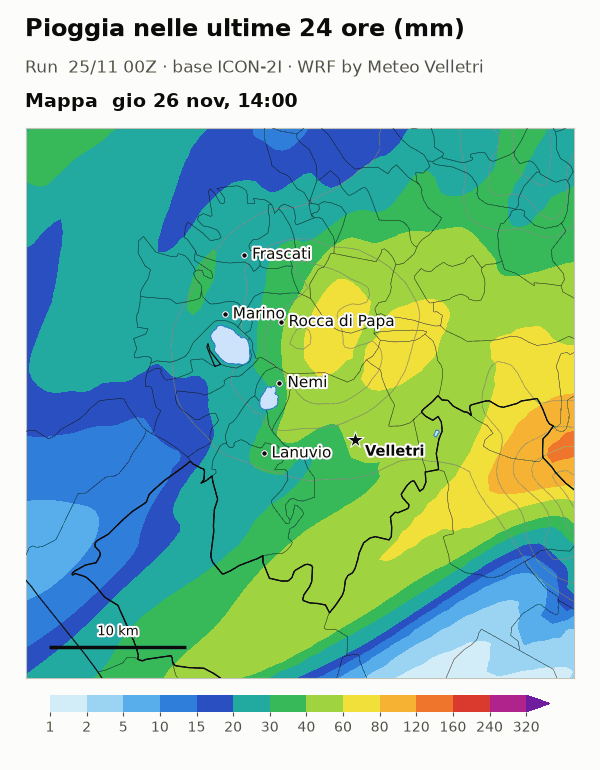 Pioggia nelle ultime 24 ore (mm)
Run  25/11 00Z · base ICON-2I · WRF by Meteo Velletri
Mappa  gio 26 nov, 14:00
Frascati
Marino
Rocca di Papa
Nemi
Velletri
Lanuvio
10 km
1 2 5 10 15 20 30 40 60 80 120 160 240 320